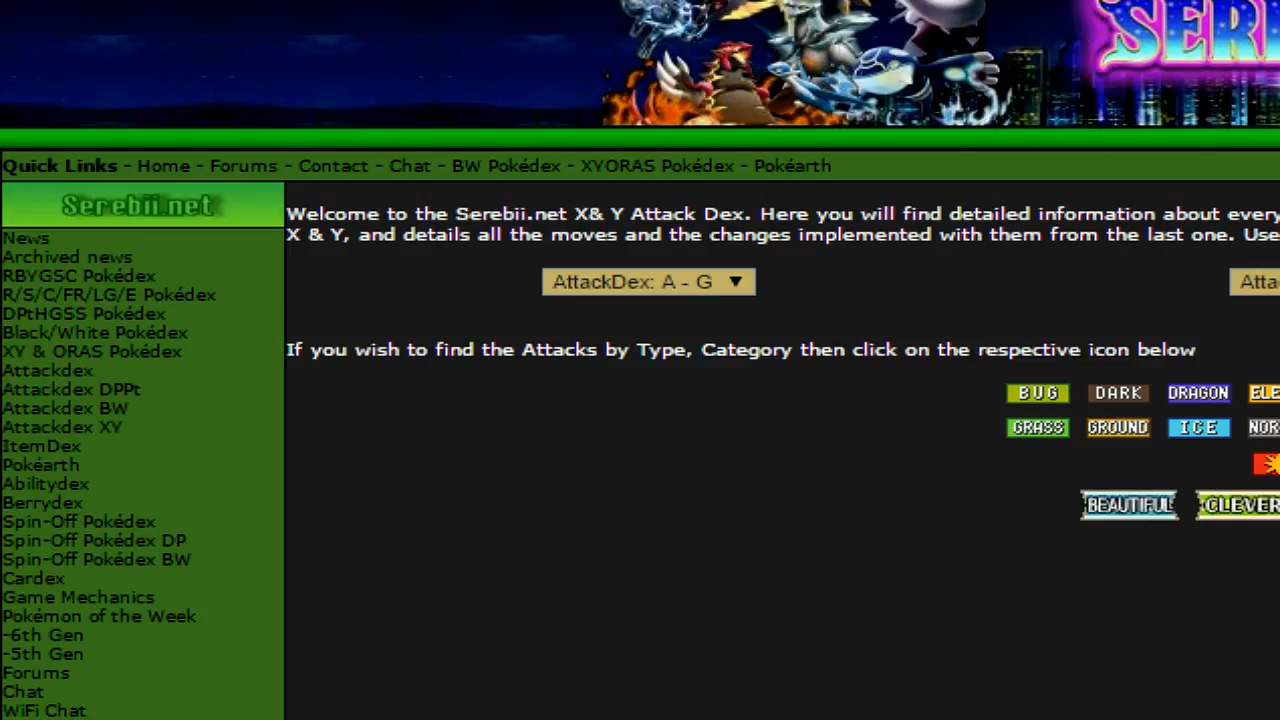 SER
Quick Links - Home - Forums - Contact - Chat - BW Pokédex - XYORAS Pokédex - Pokéarth
Serebii.net
News
Archived news
RBYGSC Pokédex
R/S/C/FR/LG/E Pokédex
DPtHGSS Pokédex
Black/White Pokédex
XY & ORAS Pokédex
Attackdex
Attackdex DPPt
Attackdex BW
Attackdex XY
ItemDex
Pokéarth
Abilitydex
Berrydex
Spin-Off Pokédex
Spin-Off Pokédex DP
Spin-Off Pokédex BW
Cardex
Game Mechanics
Pokémon of the Week
-6th Gen
-5th Gen
Forums
Chat
WiFi Chat
Welcome to the Serebii.net X& Y Attack Dex. Here you will find detailed information about every
X & Y, and details all the moves and the changes implemented with them from the last one. Use
AttackDex: A - G ▼ Atta
If you wish to find the Attacks by Type, Category then click on the respective icon below
BUG DARK DRAGON ELE
GRASS GROUND ICE NOR
BEAUTIFUL CLEVER